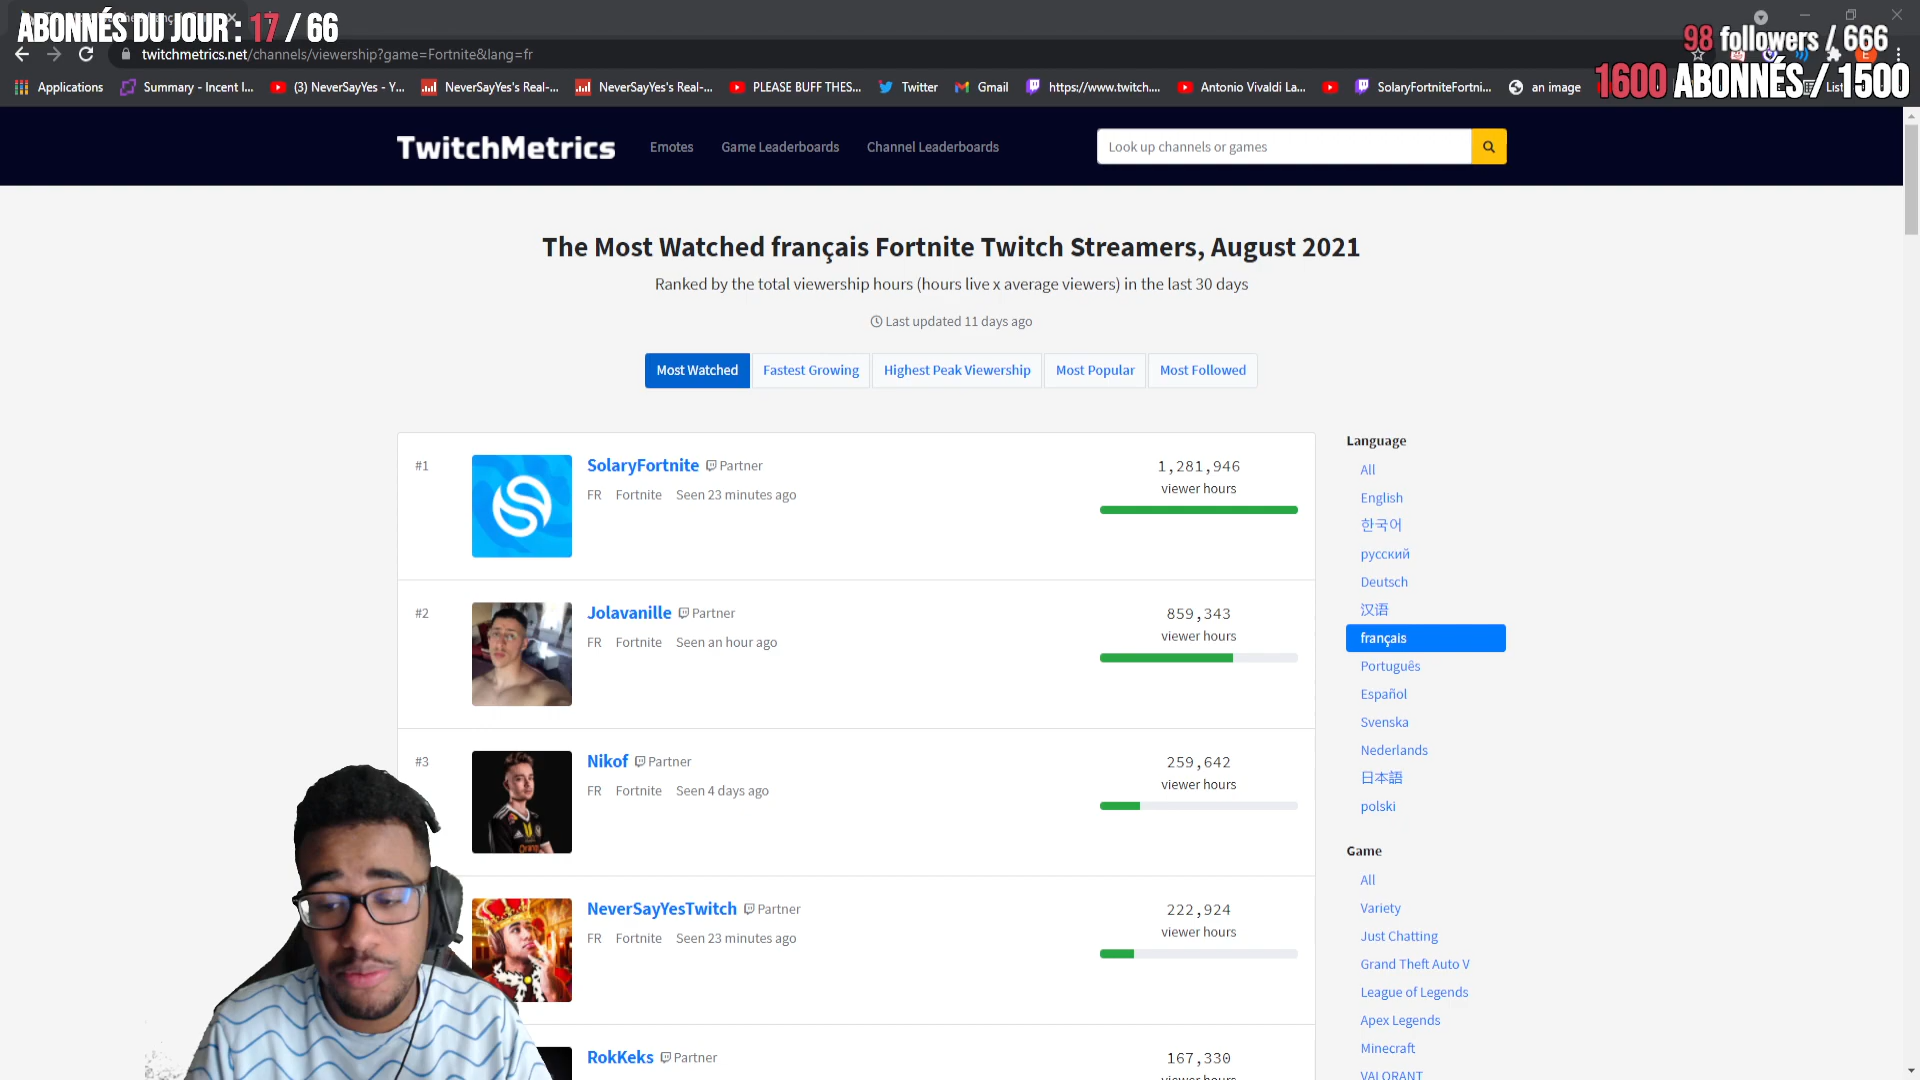 ABONNÉS DU JOUR : 17 / 66
98 followers / 666
twitchmetrics.net/channels/viewership?game=Fortnite&lang=fr
1600 ABONNÉS / 1500
Applications
Summary - Incent I...
(3) NeverSayYes - Y...
NeverSayYes's Real-...
NeverSayYes's Real-...
PLEASE BUFF THES...
Twitter
Gmail
https://www.twitch....
Antonio Vivaldi La...
SolaryFortniteFortni...
an image
TwitchMetrics
Emotes
Game Leaderboards
Channel Leaderboards
Look up channels or games
The Most Watched français Fortnite Twitch Streamers, August 2021
Ranked by the total viewership hours (hours live x average viewers) in the last 30 days
Last updated 11 days ago
Most Watched
Fastest Growing
Highest Peak Viewership
Most Popular
Most Followed
#1
SolaryFortnite Partner
FR Fortnite Seen 23 minutes ago
1,281,946
viewer hours
#2
Jolavanille Partner
FR Fortnite Seen an hour ago
859,343
viewer hours
#3
Nikof Partner
FR Fortnite Seen 4 days ago
259,642
viewer hours
NeverSayYesTwitch Partner
FR Fortnite Seen 23 minutes ago
222,924
viewer hours
RokKeks Partner
167,330
viewer hours
Language
All
English
한국어
русский
Deutsch
汉语
français
Português
Español
Svenska
Nederlands
日本語
polski
Game
All
Variety
Just Chatting
Grand Theft Auto V
League of Legends
Apex Legends
Minecraft
VALORANT